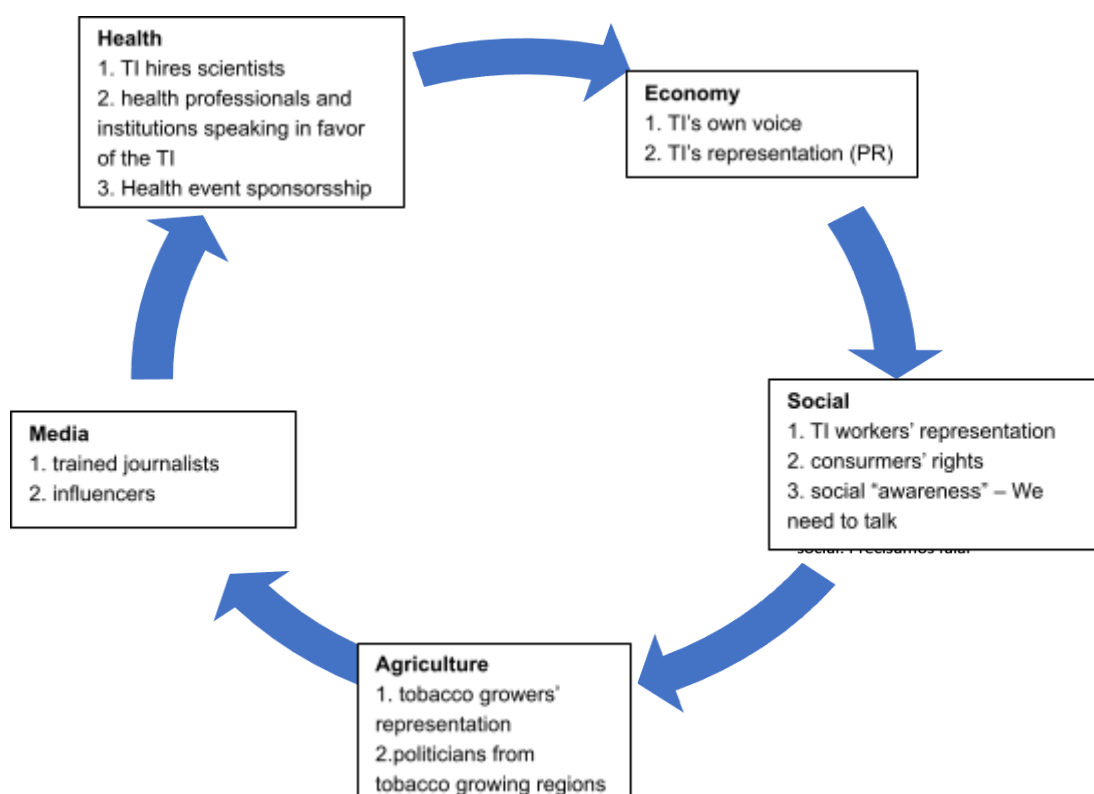 Health
1. TI hires scientists
2. health professionals and
institutions speaking in favor
of the TI
3. Health event sponsorsship
Economy
1. TI's own voice
2. TI's representation (PR)
Social
1. TI workers' representation
2. consurmers' rights
3. social “awareness” – We
need to talk
Agriculture
1. tobacco growers'
representation
2.politicians from
tobacco growing regions
Media
1. trained journalists
2. influencers